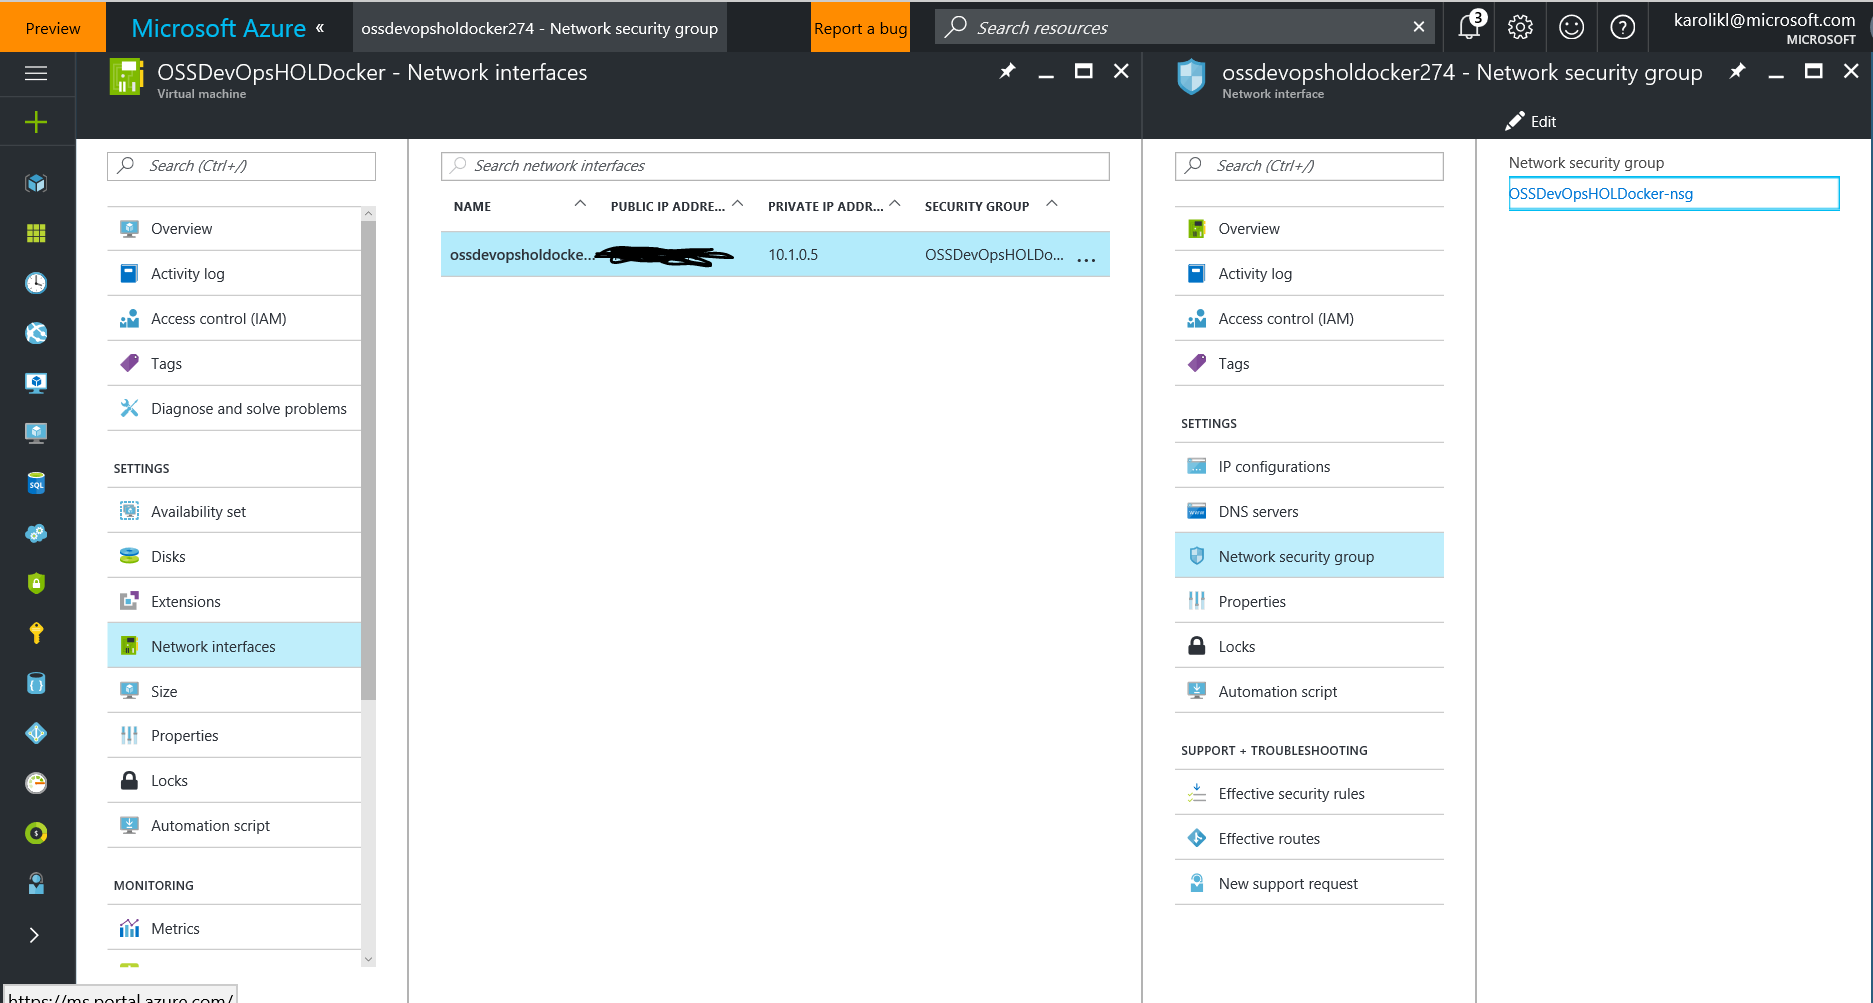 Preview
Microsoft Azure «
ossdevopsholdocker274 - Network security group
Report a bug
Search resources
3
karolikl@microsoft.com
MICROSOFT
OSSDevOpsHOLDocker - Network interfaces
Virtual machine
Search (Ctrl+/)
Overview
Activity log
Access control (IAM)
Tags
Diagnose and solve problems
SETTINGS
Availability set
Disks
Extensions
Network interfaces
Size
Properties
Locks
Automation script
MONITORING
Metrics
Search network interfaces
NAME PUBLIC IP ADDRE... PRIVATE IP ADDR... SECURITY GROUP
ossdevopsholdocke... 10.1.0.5 OSSDevOpsHOLDo... ...
ossdevopsholdocker274 - Network security group
Network interface
Edit
Search (Ctrl+/)
Overview
Activity log
Access control (IAM)
Tags
SETTINGS
IP configurations
DNS servers
Network security group
Properties
Locks
Automation script
SUPPORT + TROUBLESHOOTING
Effective security rules
Effective routes
New support request
Network security group
OSSDevOpsHOLDocker-nsg
https://ms.portal.azure.com/